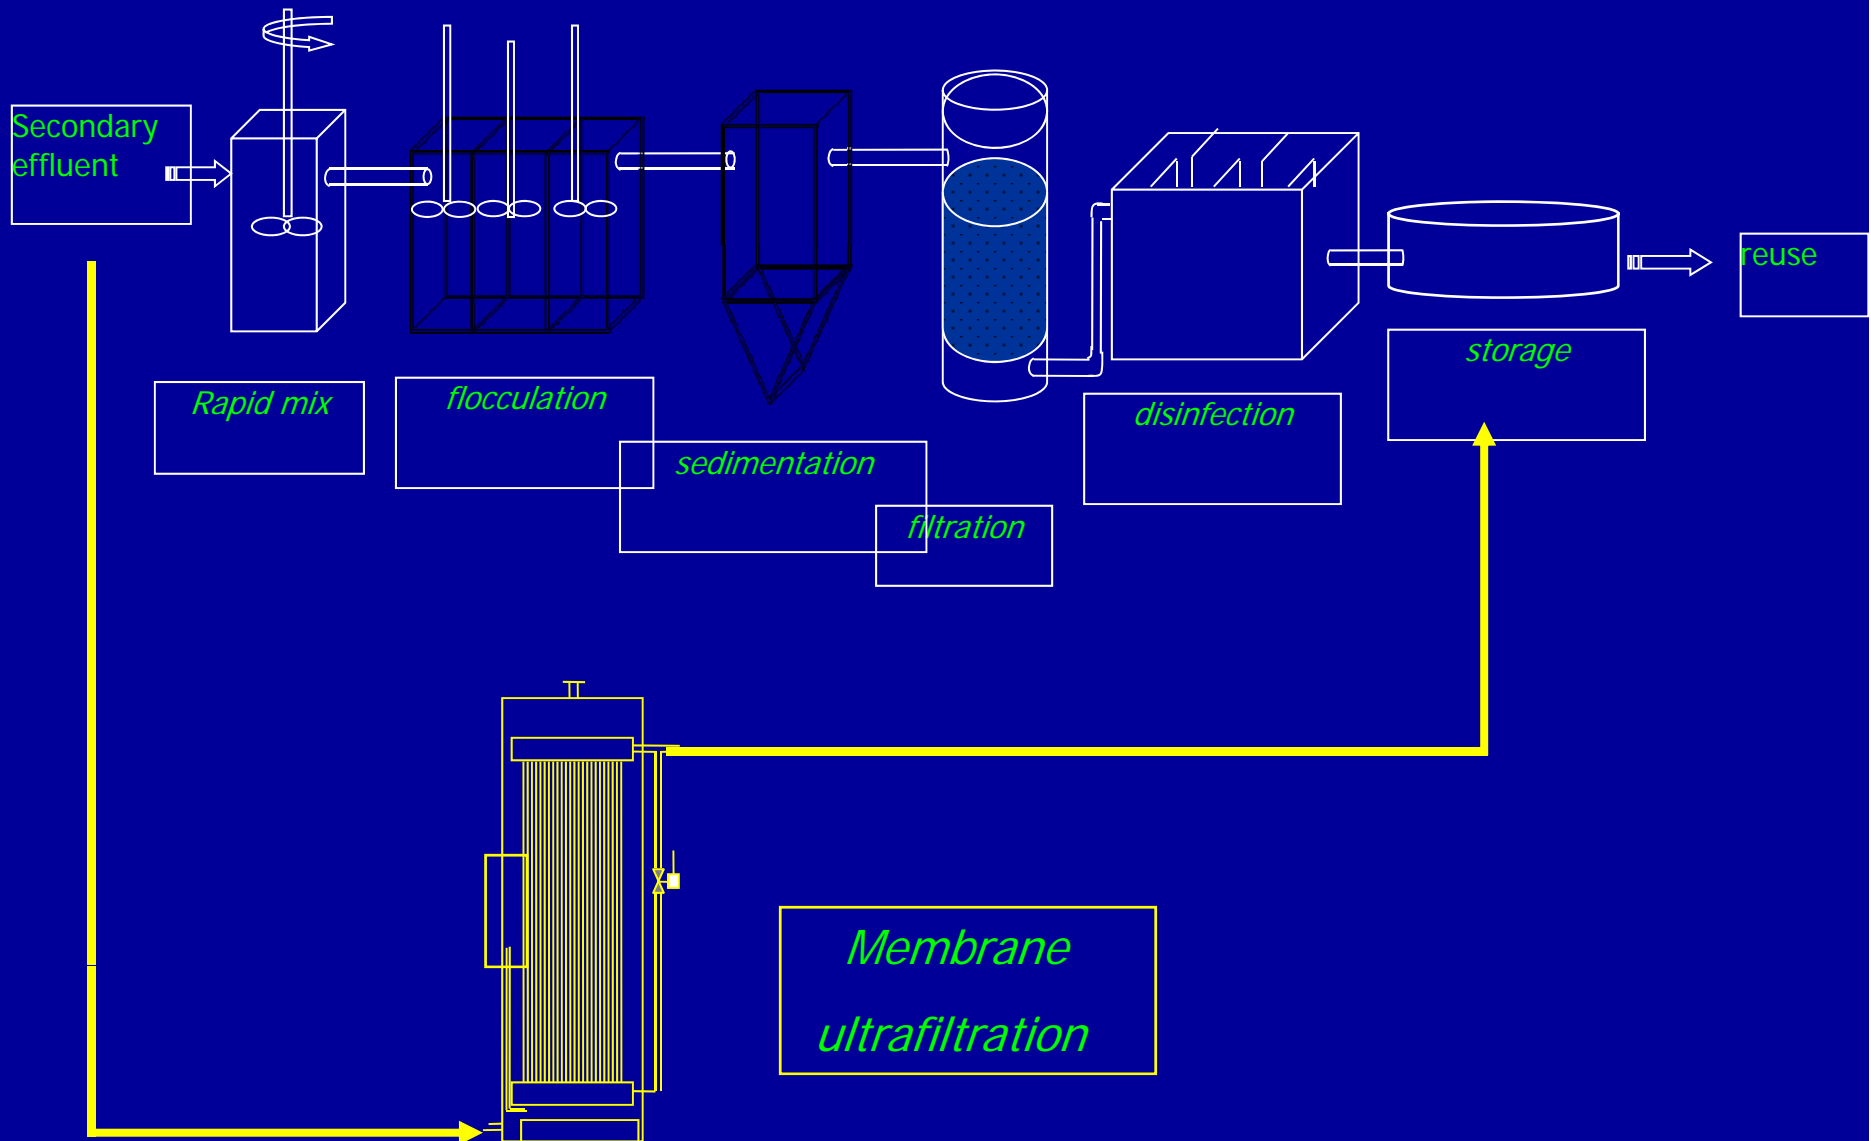 Secondary
effluent
reuse
storage
Rapid mix
flocculation
disinfection
sedimentation
filtration
Membrane
ultrafiltration